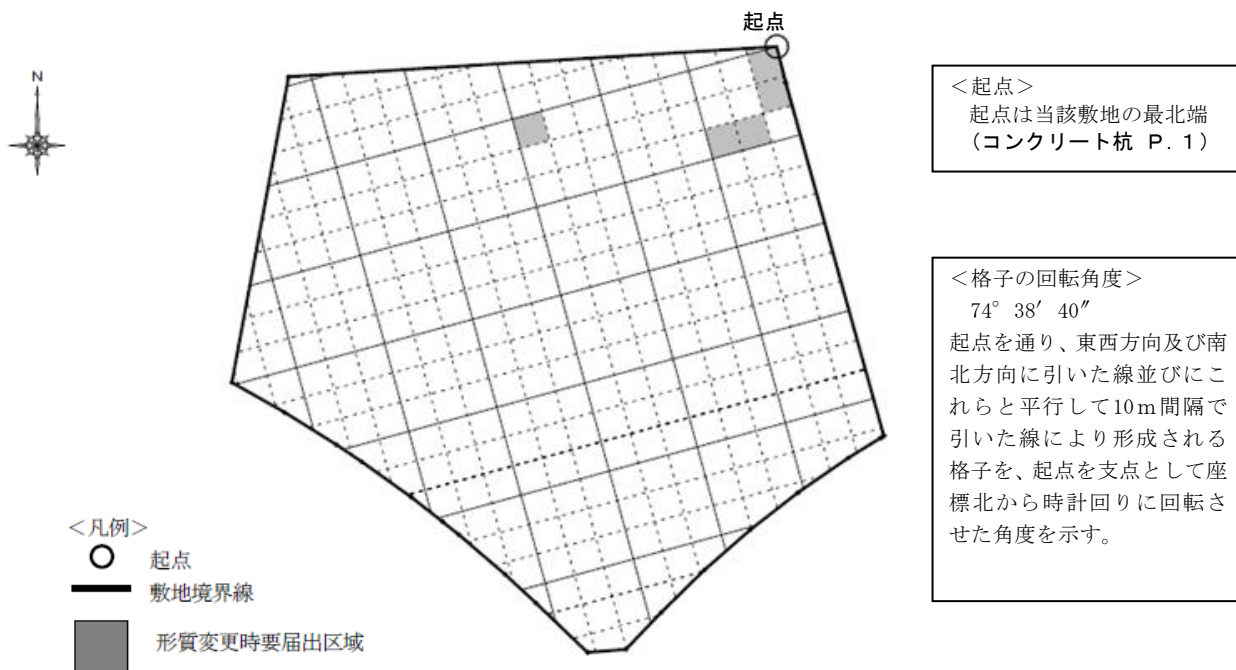 起点
N
＜起点＞
起点は当該敷地の最北端
（コンクリート杭 Ｐ．１）
＜格子の回転角度＞
74° 38′ 40″
起点を通り、東西方向及び南
北方向に引いた線並びにこ
れらと平行して10ｍ間隔で
引いた線により形成される
格子を、起点を支点として座
標北から時計回りに回転さ
せた角度を示す。
＜凡例＞
起点
敷地境界線
形質変更時要届出区域